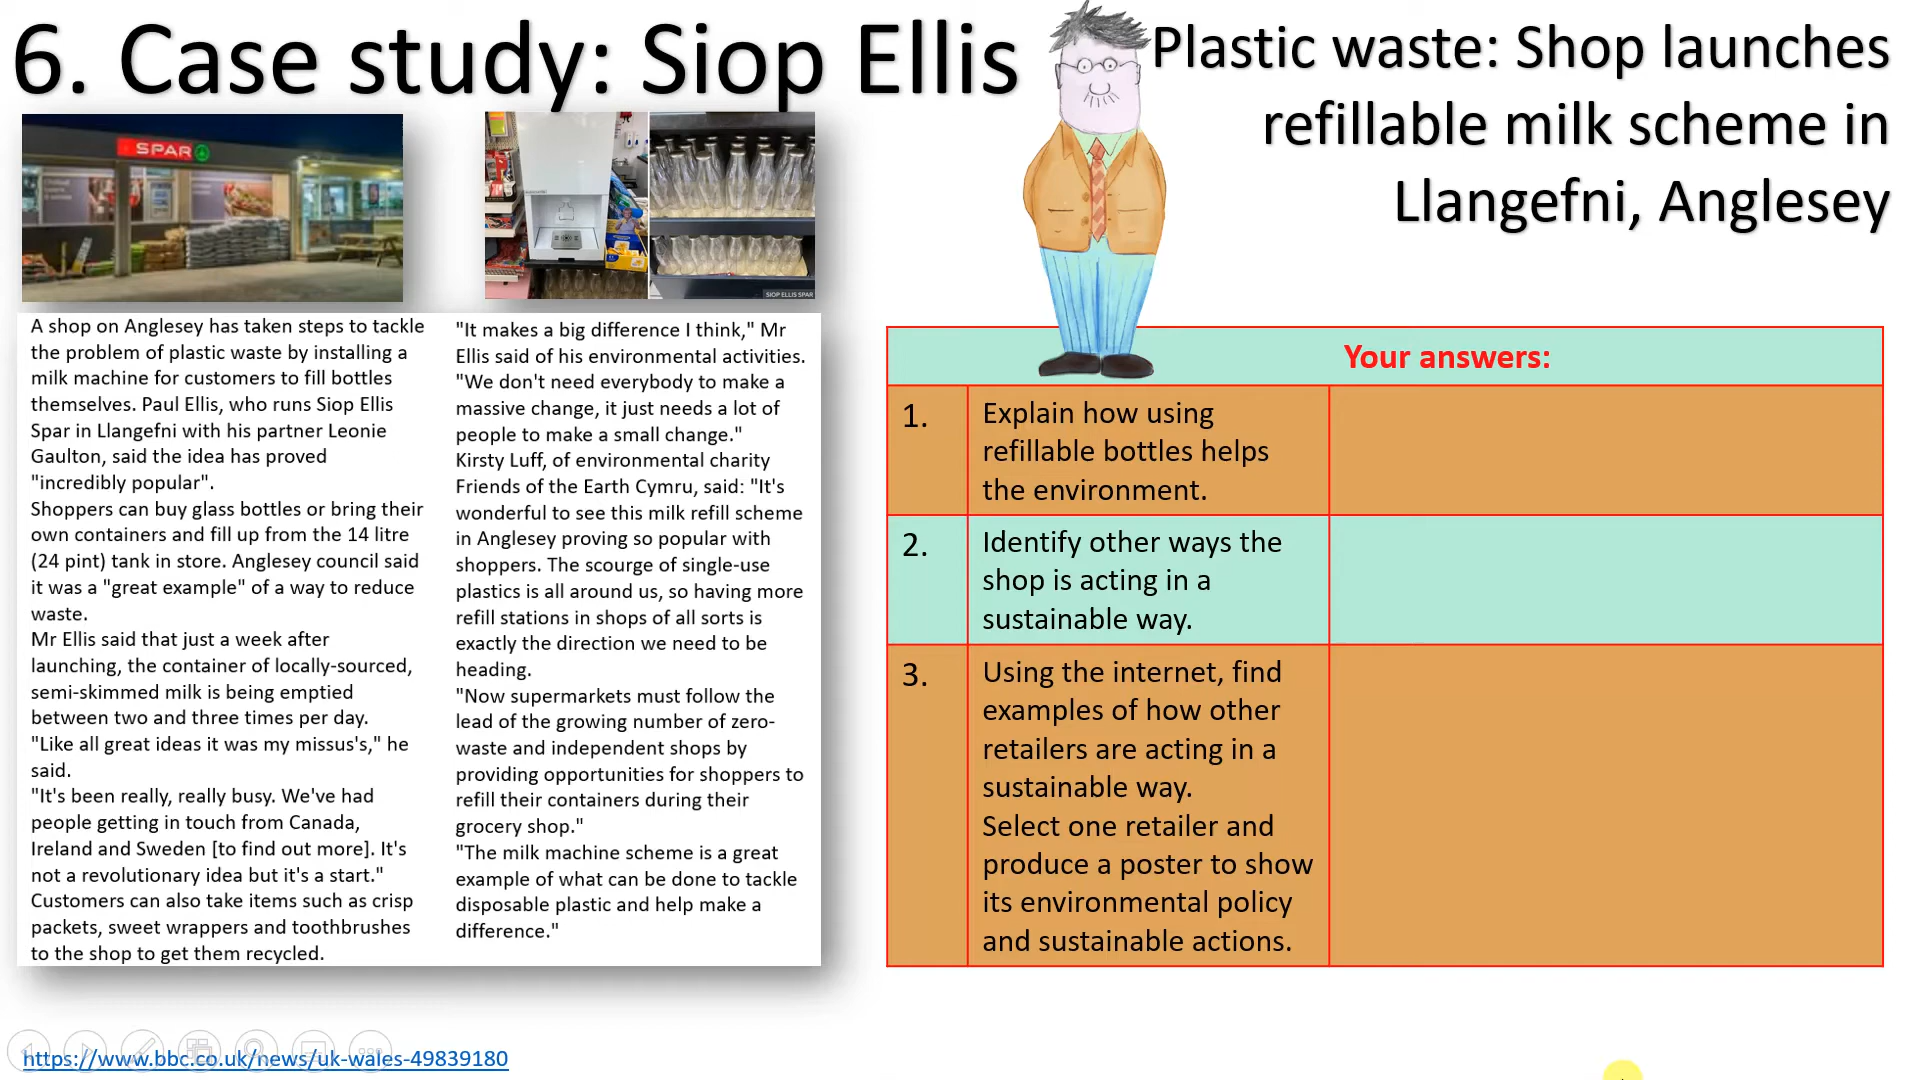 6. Case study: Siop Ellis
Plastic waste: Shop launches
refillable milk scheme in
Llangefni, Anglesey
SPAR
SIOP ELLIS SPAR
A shop on Anglesey has taken steps to tackle
the problem of plastic waste by installing a
milk machine for customers to fill bottles
themselves. Paul Ellis, who runs Siop Ellis
Spar in Llangefni with his partner Leonie
Gaulton, said the idea has proved
"incredibly popular".
Shoppers can buy glass bottles or bring their
own containers and fill up from the 14 litre
(24 pint) tank in store. Anglesey council said
it was a "great example" of a way to reduce
waste.
Mr Ellis said that just a week after
launching, the container of locally-sourced,
semi-skimmed milk is being emptied
between two and three times per day.
"Like all great ideas it was my missus's," he
said.
"It's been really, really busy. We've had
people getting in touch from Canada,
Ireland and Sweden [to find out more]. It's
not a revolutionary idea but it's a start."
Customers can also take items such as crisp
packets, sweet wrappers and toothbrushes
to the shop to get them recycled.
"It makes a big difference I think," Mr
Ellis said of his environmental activities.
"We don't need everybody to make a
massive change, it just needs a lot of
people to make a small change."
Kirsty Luff, of environmental charity
Friends of the Earth Cymru, said: "It's
wonderful to see this milk refill scheme
in Anglesey proving so popular with
shoppers. The scourge of single-use
plastics is all around us, so having more
refill stations in shops of all sorts is
exactly the direction we need to be
heading.
"Now supermarkets must follow the
lead of the growing number of zero-
waste and independent shops by
providing opportunities for shoppers to
refill their containers during their
grocery shop."
"The milk machine scheme is a great
example of what can be done to tackle
disposable plastic and help make a
difference."
Your answers:
1. Explain how using
refillable bottles helps
the environment.
2. Identify other ways the
shop is acting in a
sustainable way.
3. Using the internet, find
examples of how other
retailers are acting in a
sustainable way.
Select one retailer and
produce a poster to show
its environmental policy
and sustainable actions.
https://www.bbc.co.uk/news/uk-wales-49839180